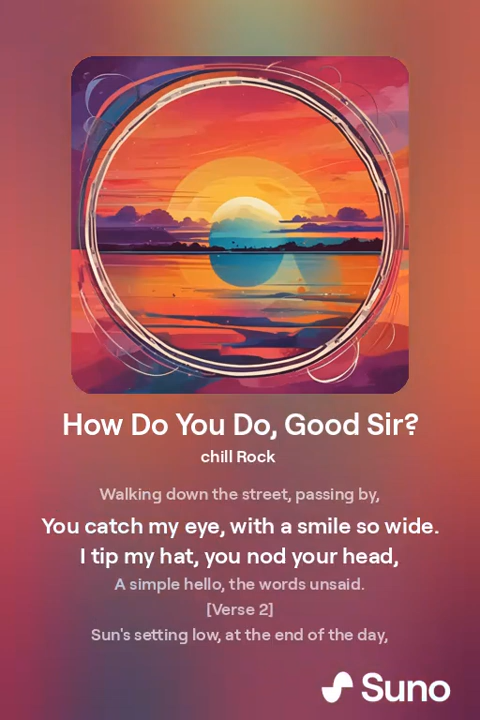 How Do You Do, Good Sir?
chill Rock
Walking down the street, passing by,
You catch my eye, with a smile so wide.
I tip my hat, you nod your head,
A simple hello, the words unsaid.
[Verse 2]
Sun's setting low, at the end of the day,
Suno